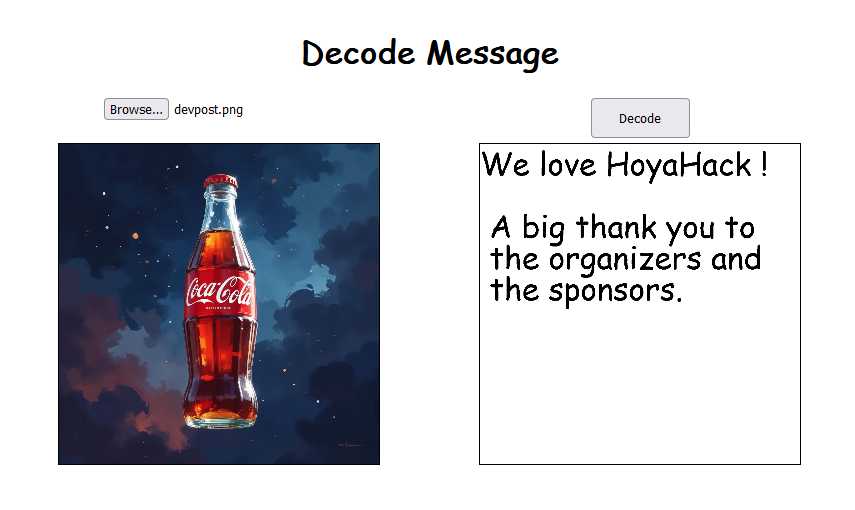 Decode Message
Browse... devpost.png
Decode
Coca-Cola
We love HoyaHack !
A big thank you to
the organizers and
the sponsors.